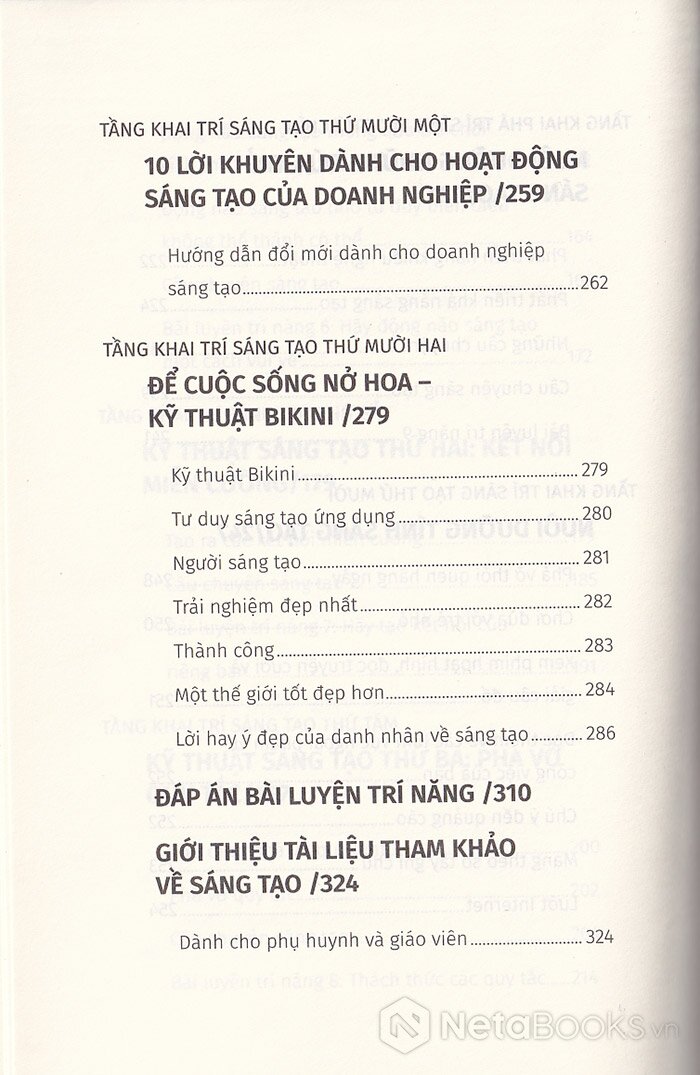 TẦNG KHAI TRÍ SÁNG TẠO THỨ MƯỜI MỘT
10 LỜI KHUYÊN DÀNH CHO HOẠT ĐỘNG
SÁNG TẠO CỦA DOANH NGHIỆP /259
Hướng dẫn đổi mới dành cho doanh nghiệp
sáng tạo 262
TẦNG KHAI TRÍ SÁNG TẠO THỨ MƯỜI HAI
ĐỂ CUỘC SỐNG NỞ HOA –
KỸ THUẬT BIKINI /279
Kỹ thuật Bikini 279
Tư duy sáng tạo ứng dụng 280
Người sáng tạo 281
Trải nghiệm đẹp nhất 282
Thành công 283
Một thế giới tốt đẹp hơn 284
Lời hay ý đẹp của danh nhân về sáng tạo 286
ĐÁP ÁN BÀI LUYỆN TRÍ NĂNG /310
GIỚI THIỆU TÀI LIỆU THAM KHẢO
VỀ SÁNG TẠO /324
Dành cho phụ huynh và giáo viên 324
NetaBooks.vn